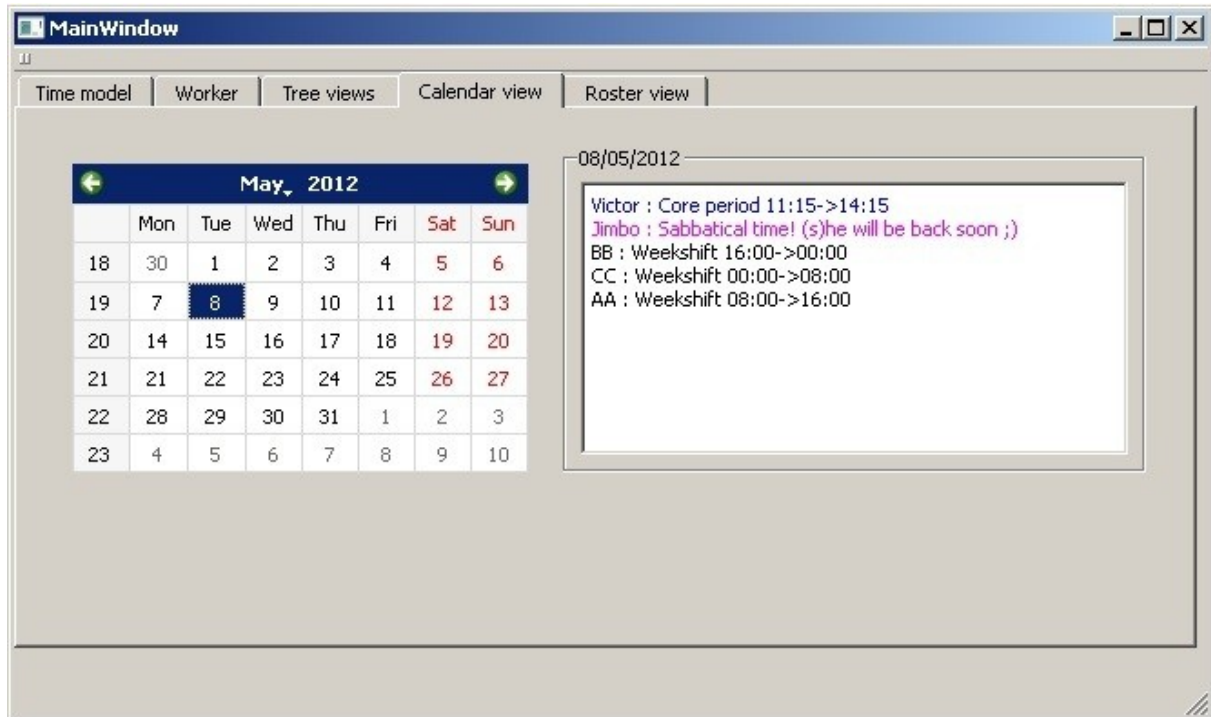 MainWindow
Time model Worker Tree views Calendar view Roster view
May, 2012
Mon Tue Wed Thu Fri Sat Sun
18 30 1 2 3 4 5 6
19 7 8 9 10 11 12 13
20 14 15 16 17 18 19 20
21 21 22 23 24 25 26 27
22 28 29 30 31 1 2 3
23 4 5 6 7 8 9 10
08/05/2012
Victor : Core period 11:15->14:15
Jimbo : Sabbatical time! (s)he will be back soon ;)
BB : Weekshift 16:00->00:00
CC : Weekshift 00:00->08:00
AA : Weekshift 08:00->16:00